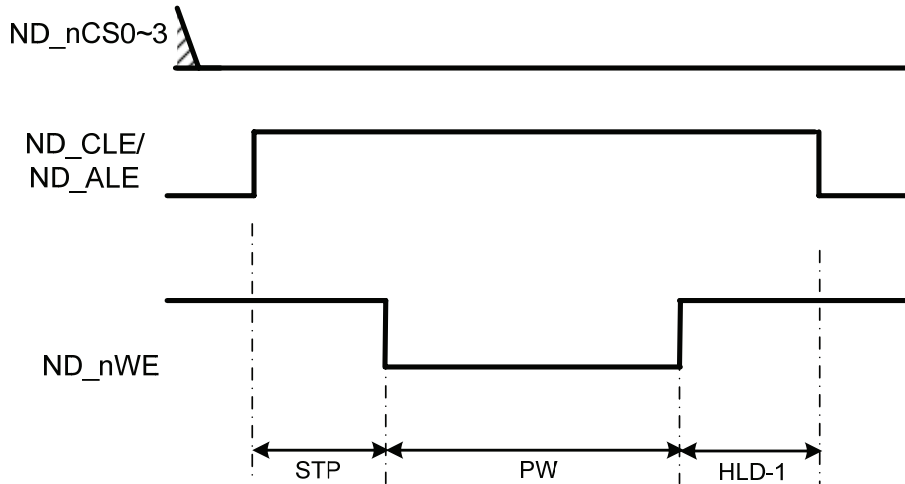 ND_nCS0~3
ND_CLE/
ND_ALE
ND_nWE
STP
PW
HLD-1